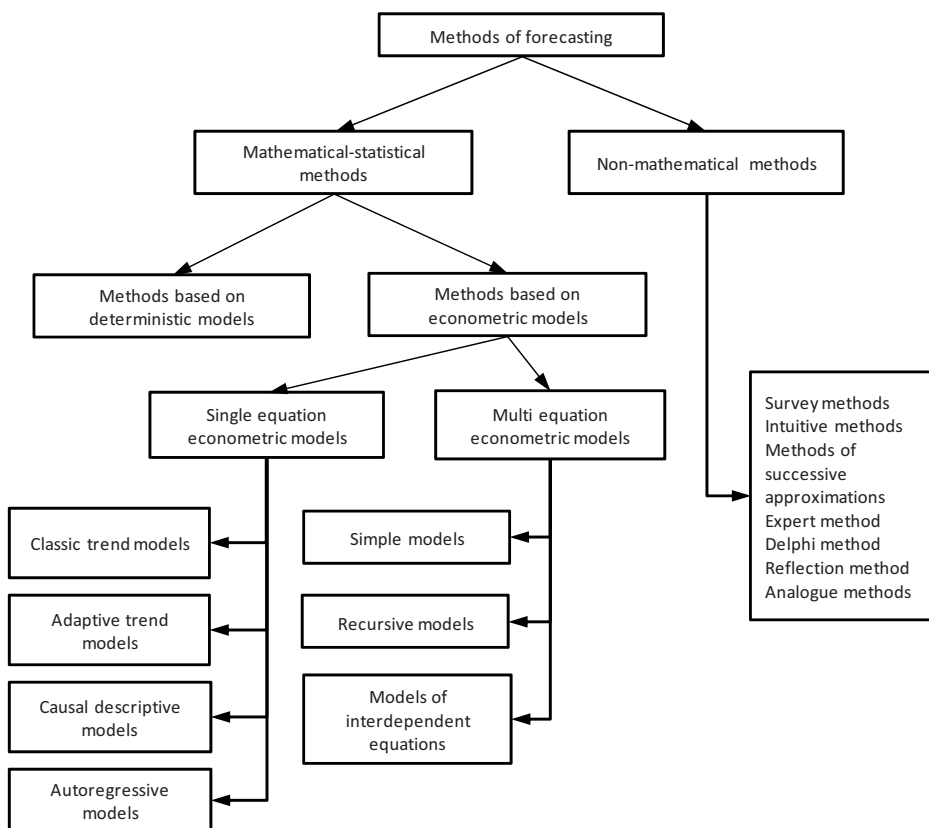 Methods of forecasting
Mathematical-statistical
methods
Non-mathematical methods
Methods based on
deterministic models
Methods based on
econometric models
Single equation
econometric models
Multi equation
econometric models
Survey methods
Intuitive methods
Methods of
successive
approximations
Expert method
Delphi method
Reflection method
Analogue methods
Classic trend models
Adaptive trend
models
Causal descriptive
models
Autoregressive
models
Simple models
Recursive models
Models of
interdependent
equations